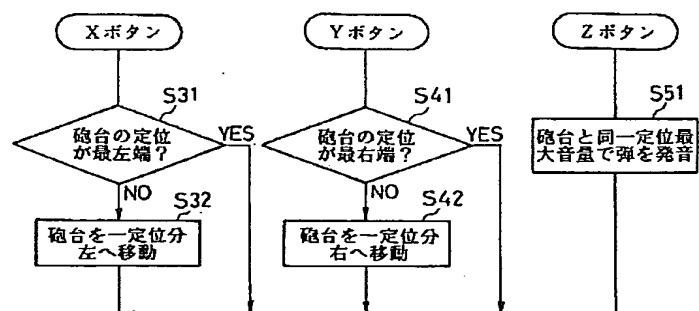 Xボタン
S31
砲台の定位
が最左端?
YES
NO
S32
砲台を一定位分
左へ移動
Yボタン
S41
砲台の定位
が最右端?
YES
NO
S42
砲台を一定位分
右へ移動
Zボタン
S51
砲台と同一定位最
大音量で弾を発音